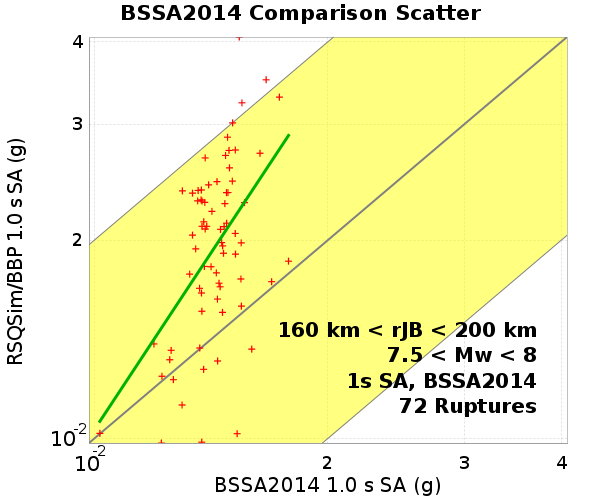 BSSA2014 Comparison Scatter
RSQSim/BBP 1.0 s SA (g)
4
3
2
10^-2
160 km < rJB < 200 km
7.5 < Mw < 8
1s SA, BSSA2014
72 Ruptures
10^-2
2
3
4
BSSA2014 1.0 s SA (g)